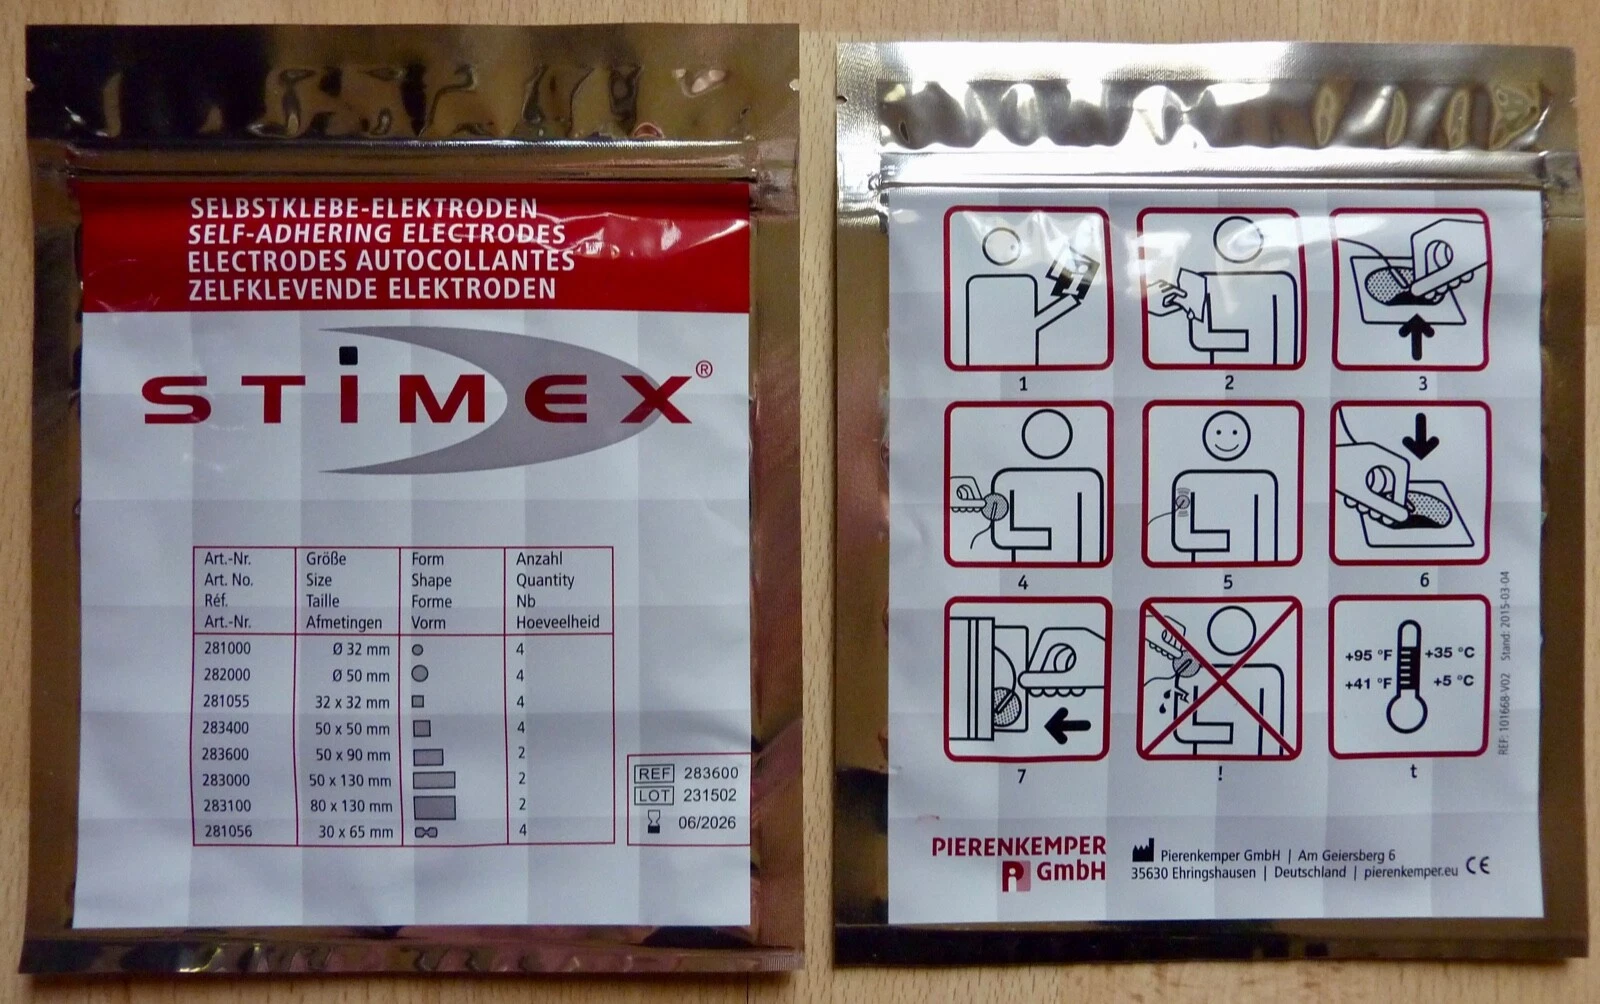 SELBSTKLEBE-ELEKTRODEN
SELF-ADHERING ELECTRODES
ELECTRODES AUTOCOLLANTES
ZELFKLEVENDE ELEKTRODEN
STiMEX®
Art.-Nr. Größe Form Anzahl
Art. No. Size Shape Quantity
Réf. Taille Forme Nb
Art.-Nr. Afmetingen Vorm Hoeveelheid
281000 Ø 32 mm 4
282000 Ø 50 mm 4
281055 32 x 32 mm 4
283400 50 x 50 mm 4
283600 50 x 90 mm 2
283000 50 x 130 mm 2
283100 80 x 130 mm 2
281056 30 x 65 mm 4
REF 283600
LOT 231502
06/2026
1
2
3
4
5
6
+95 °F +35 °C
+41 °F +5 °C
7
!
t
REF: 101668-V02 Stand: 2015-03-04
PIERENKEMPER
GmbH
Pierenkemper GmbH | Am Geiersberg 6
35630 Ehringshausen | Deutschland | pierenkemper.eu
CE